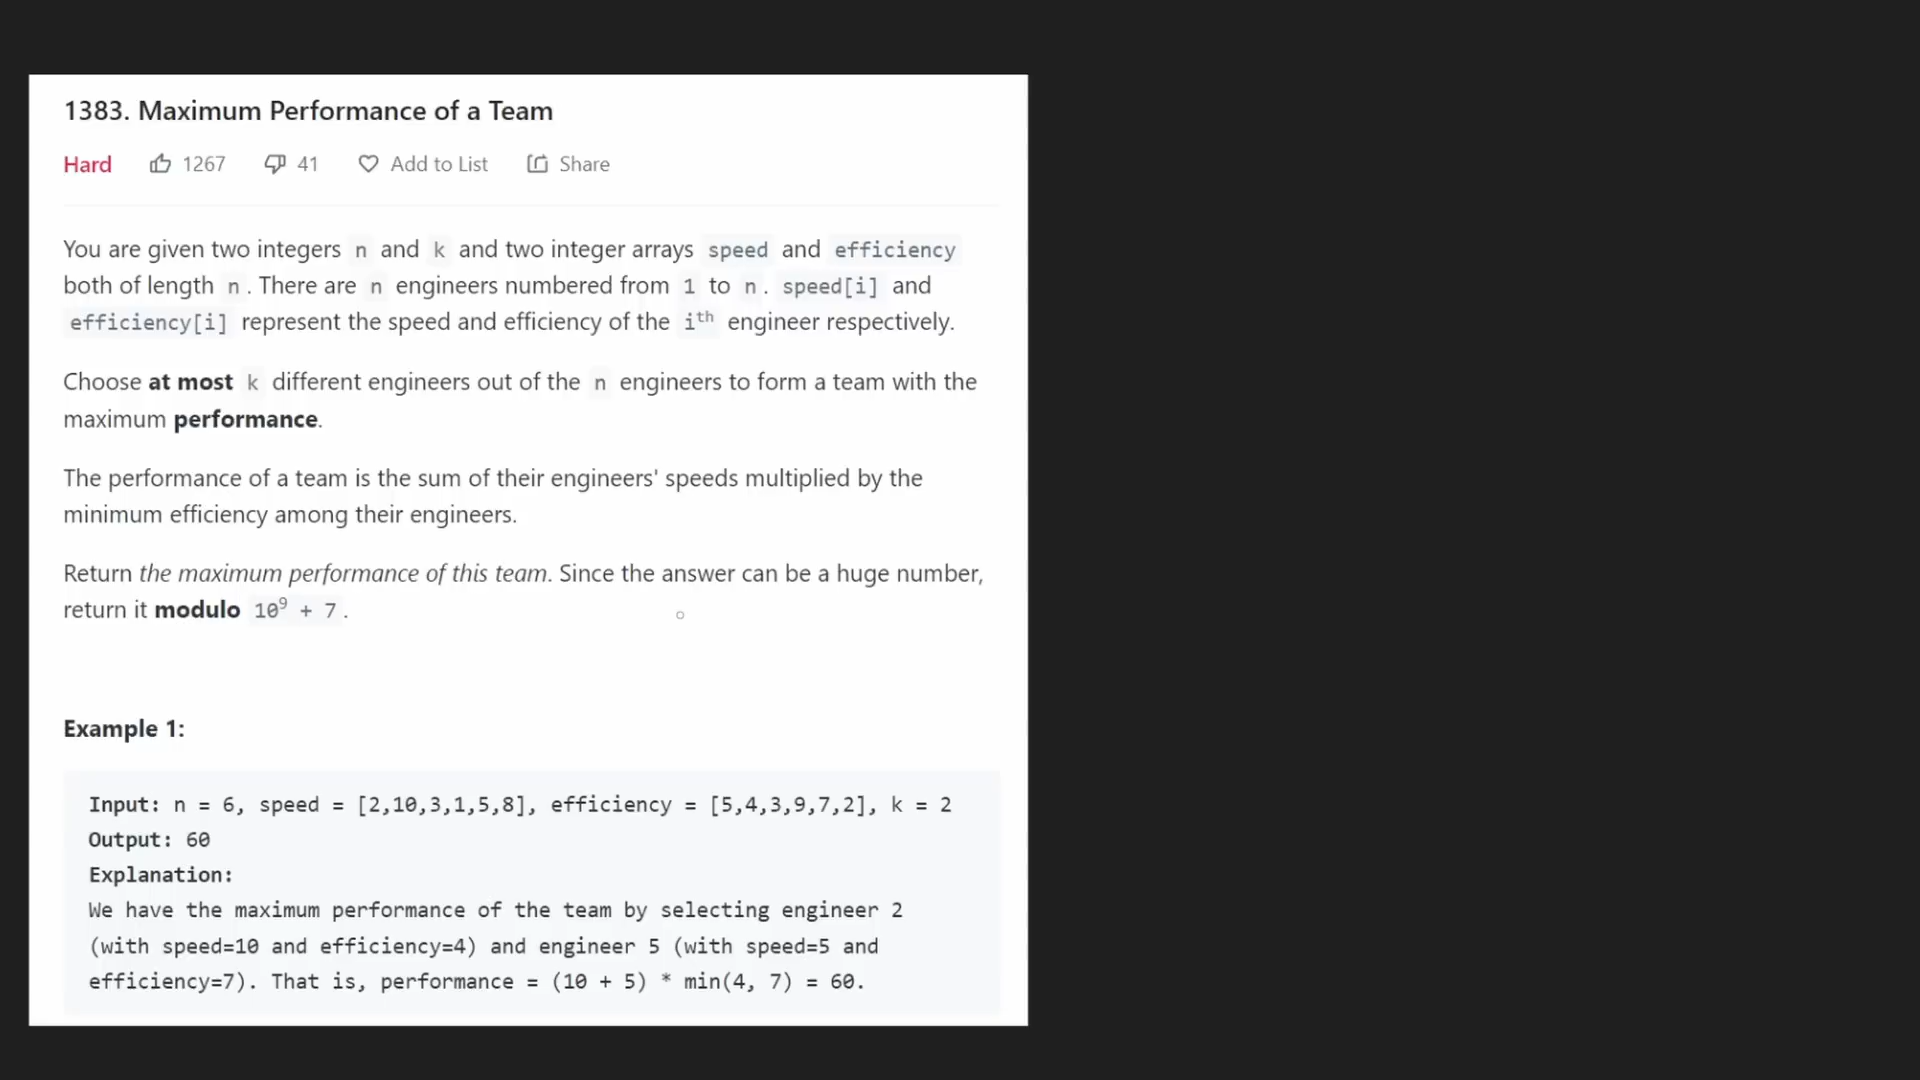 1383. Maximum Performance of a Team
Hard 1267 41 Add to List Share
You are given two integers n and k and two integer arrays speed and efficiency
both of length n. There are n engineers numbered from 1 to n. speed[i] and
efficiency[i] represent the speed and efficiency of the iᵗʰ engineer respectively.
Choose at most k different engineers out of the n engineers to form a team with the
maximum performance.
The performance of a team is the sum of their engineers' speeds multiplied by the
minimum efficiency among their engineers.
Return the maximum performance of this team. Since the answer can be a huge number,
return it modulo 10⁹ + 7.
Example 1:
Input: n = 6, speed = [2,10,3,1,5,8], efficiency = [5,4,3,9,7,2], k = 2
Output: 60
Explanation:
We have the maximum performance of the team by selecting engineer 2
(with speed=10 and efficiency=4) and engineer 5 (with speed=5 and
efficiency=7). That is, performance = (10 + 5) * min(4, 7) = 60.